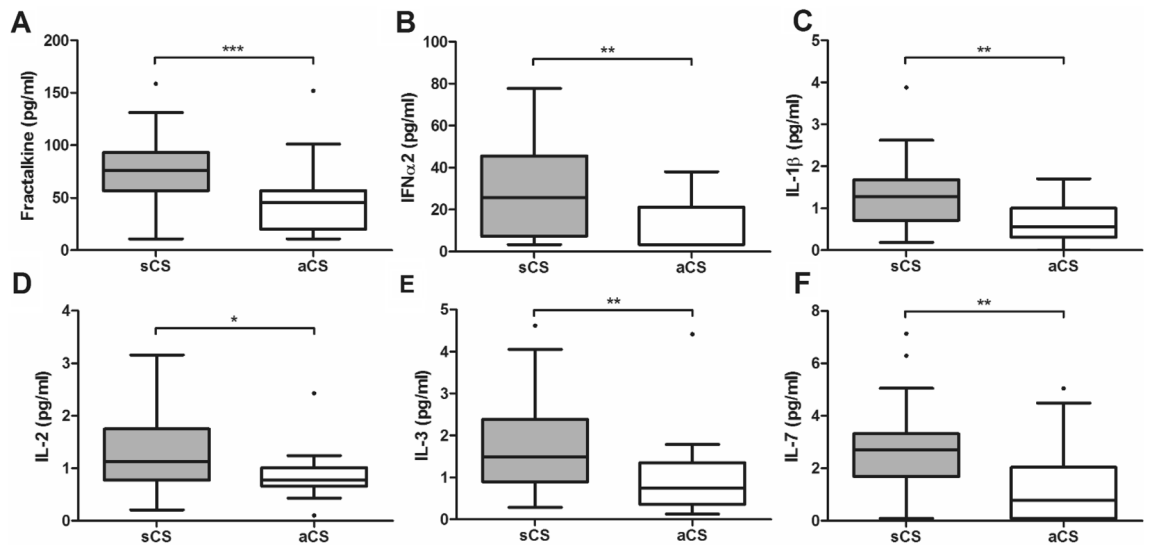 A
Fractalkine (pg/ml)
200
150
100
50
0
***
sCS
aCS
B
IFNα2 (pg/ml)
100
80
60
40
20
0
**
sCS
aCS
C
IL-1β (pg/ml)
5
4
3
2
1
0
**
sCS
aCS
D
IL-2 (pg/ml)
4
3
2
1
0
*
sCS
aCS
E
IL-3 (pg/ml)
5
4
3
2
1
0
**
sCS
aCS
F
IL-7 (pg/ml)
8
6
4
2
0
**
sCS
aCS